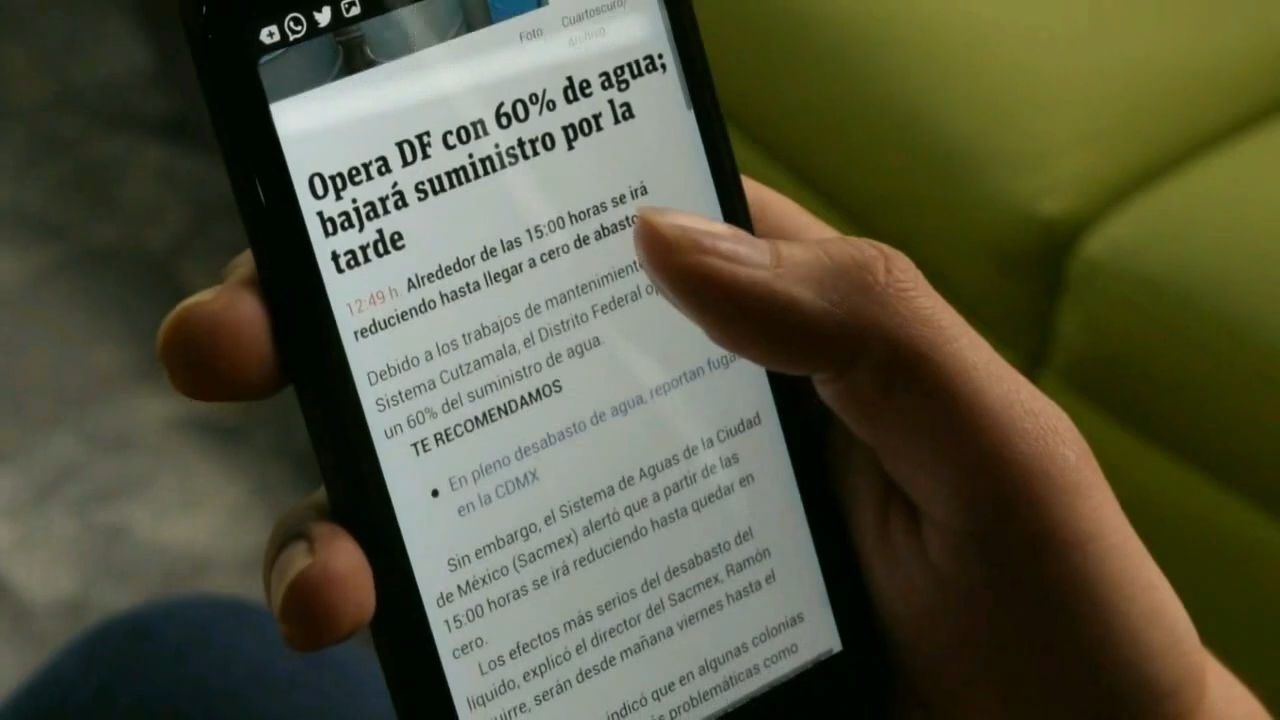 Foto Cuartoscuro/
Archivo
Opera DF con 60% de agua;
bajará suministro por la
tarde
12:49 h. Alrededor de las 15:00 horas se irá
reduciendo hasta llegar a cero de abasto
Debido a los trabajos de mantenimient
Sistema Cutzamala, el Distrito Federal o
un 60% del suministro de agua.
TE RECOMENDAMOS
• En pleno desabasto de agua, reportan fuga
en la CDMX
Sin embargo, el Sistema de Aguas de la Ciudad
de México (Sacmex) alertó que a partir de las
15:00 horas se irá reduciendo hasta quedar en
cero.
Los efectos más serios del desabasto del
líquido, explicó el director del Sacmex, Ramón
uirre, serán desde mañana viernes hasta el
indicó que en algunas colonias
problemáticas como